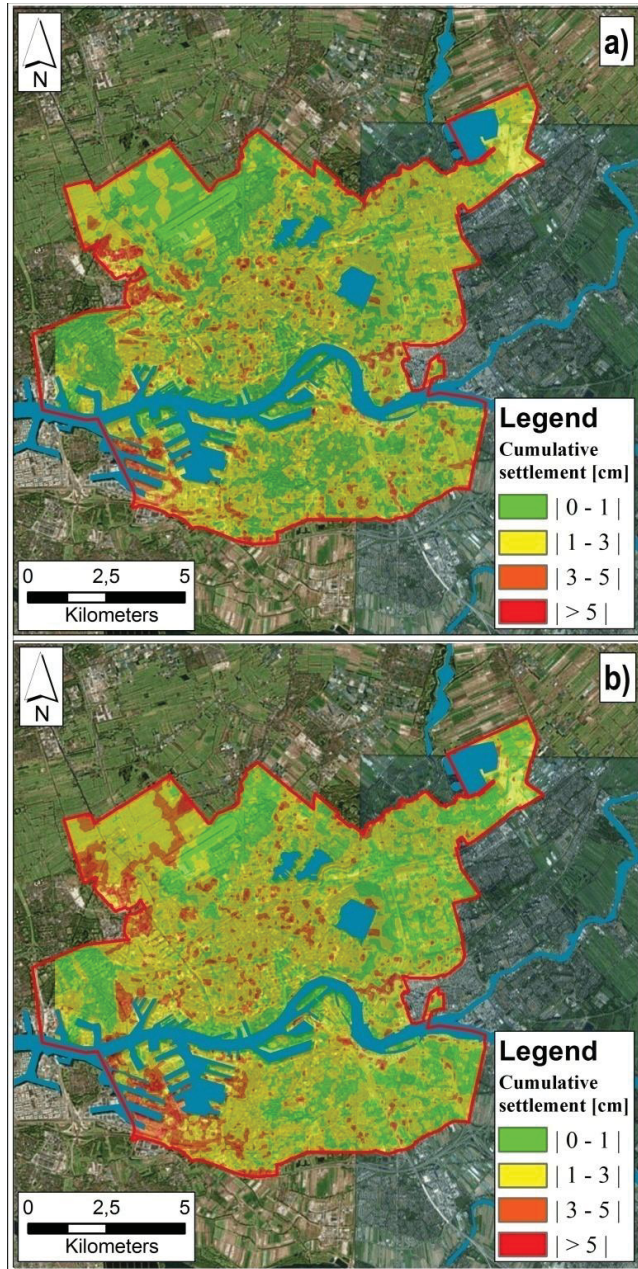 a)
N
Legend
Cumulative
settlement [cm]
| 0 - 1 |
| 1 - 3 |
| 3 - 5 |
| > 5 |
0 2,5 5
Kilometers
b)
N
Legend
Cumulative
settlement [cm]
| 0 - 1 |
| 1 - 3 |
| 3 - 5 |
| > 5 |
0 2,5 5
Kilometers